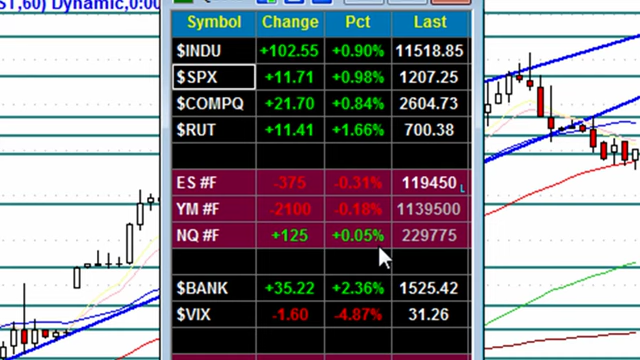 ST,60) Dynamic,0:00
Symbol Change Pct Last
$INDU +102.55 +0.90% 11518.85
$SPX +11.71 +0.98% 1207.25
$COMPQ +21.70 +0.84% 2604.73
$RUT +11.41 +1.66% 700.38
ES #F -375 -0.31% 119450 L
YM #F -2100 -0.18% 1139500
NQ #F +125 +0.05% 229775
$BANK +35.22 +2.36% 1525.42
$VIX -1.60 -4.87% 31.26